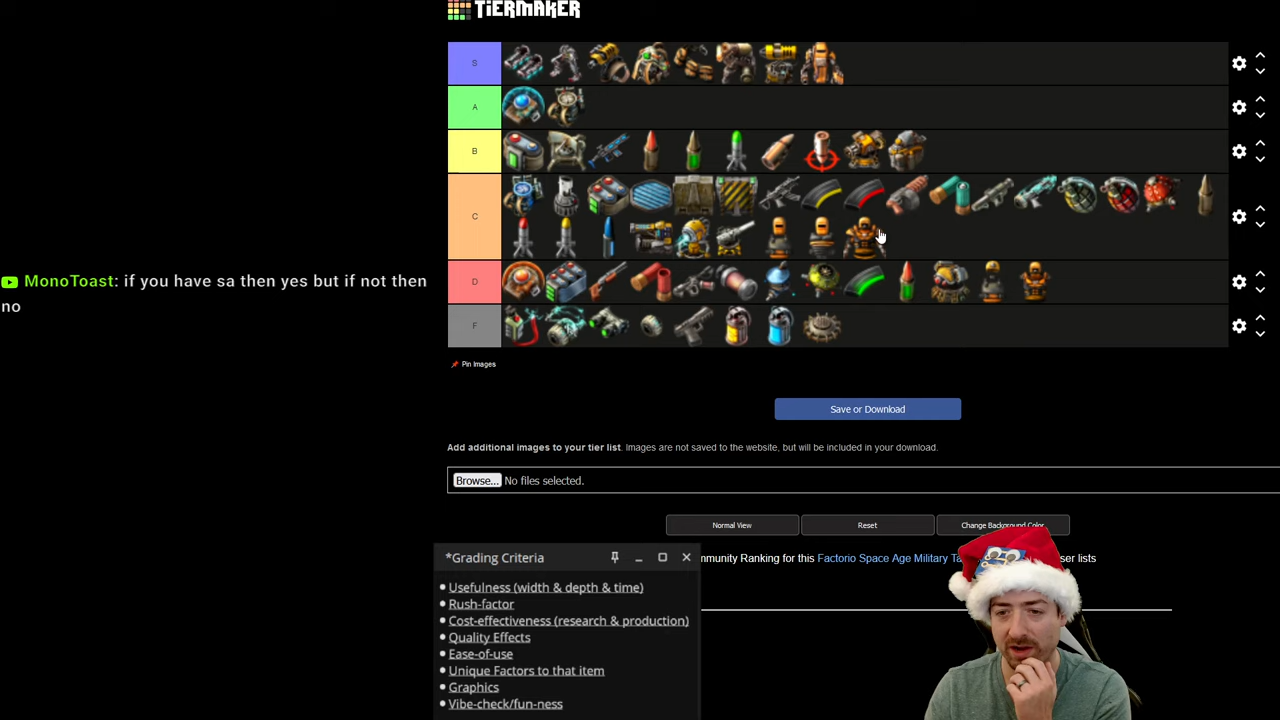 TiERMAKER
S
A
B
C
D
F
MonoToast: if you have sa then yes but if not then
no
Pin Images
Save or Download
Add additional images to your tier list. Images are not saved to the website, but will be included in your download.
Browse... No files selected.
Normal View Reset Change Background Color
mmunity Ranking for this Factorio Space Age Military Ta ser lists
*Grading Criteria
Usefulness (width & depth & time)
Rush-factor
Cost-effectiveness (research & production)
Quality Effects
Ease-of-use
Unique Factors to that item
Graphics
Vibe-check/fun-ness